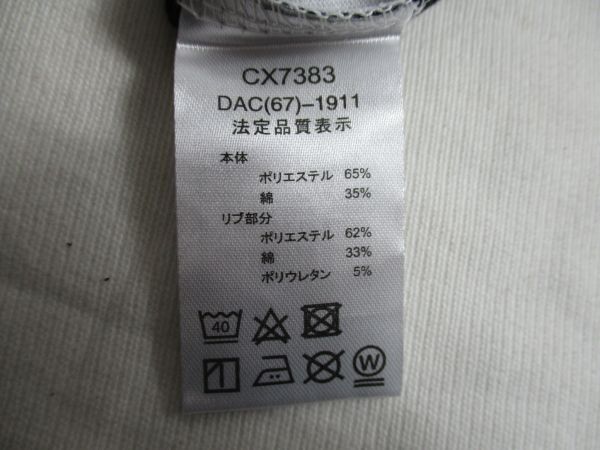 CX7383
DAC(67)-1911
法定品質表示
本体
ポリエステル 65%
綿 35%
リブ部分
ポリエステル 62%
綿 33%
ポリウレタン 5%
40
W